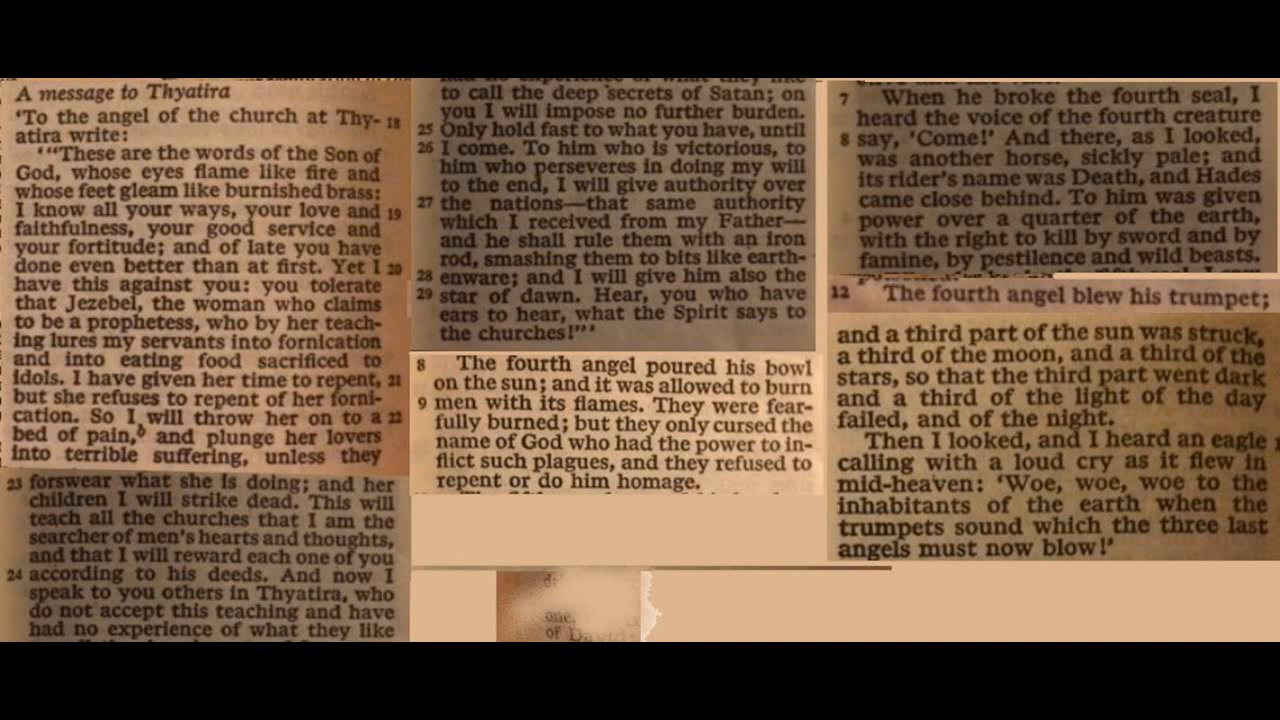 A message to Thyatira
'To the angel of the church at Thy- 18
atira write:
'"These are the words of the Son of
God, whose eyes flame like fire and
whose feet gleam like burnished brass:
I know all your ways, your love and 19
faithfulness, your good service and
your fortitude; and of late you have
done even better than at first. Yet I 20
have this against you: you tolerate
that Jezebel, the woman who claims
to be a prophetess, who by her teach-
ing lures my servants into fornication
and into eating food sacrificed to
idols. I have given her time to repent, 21
but she refuses to repent of her forni-
cation. So I will throw her on to a 22
bed of pain,b and plunge her lovers
into terrible suffering, unless they
23 forswear what she is doing; and her
children I will strike dead. This will
teach all the churches that I am the
searcher of men's hearts and thoughts,
and that I will reward each one of you
24 according to his deeds. And now I
speak to you others in Thyatira, who
do not accept this teaching and have
had no experience of what they like
had no experience of what they like
to call the deep secrets of Satan; on
you I will impose no further burden.
25 Only hold fast to what you have, until
26 I come. To him who is victorious, to
him who perseveres in doing my will
to the end, I will give authority over
27 the nations—that same authority
which I received from my Father—
and he shall rule them with an iron
rod, smashing them to bits like earth-
28 enware; and I will give him also the
29 star of dawn. Hear, you who have
ears to hear, what the Spirit says to
the churches!"'
8 The fourth angel poured his bowl
on the sun; and it was allowed to burn
9 men with its flames. They were fear-
fully burned; but they only cursed the
name of God who had the power to in-
flict such plagues, and they refused to
repent or do him homage.
one,
of David;
7 When he broke the fourth seal, I
heard the voice of the fourth creature
8 say, 'Come!' And there, as I looked,
was another horse, sickly pale; and
its rider's name was Death, and Hades
came close behind. To him was given
power over a quarter of the earth,
with the right to kill by sword and by
famine, by pestilence and wild beasts.
12 The fourth angel blew his trumpet;
and a third part of the sun was struck,
a third of the moon, and a third of the
stars, so that the third part went dark
and a third of the light of the day
failed, and of the night.
Then I looked, and I heard an eagle
calling with a loud cry as it flew in
mid-heaven: 'Woe, woe, woe to the
inhabitants of the earth when the
trumpets sound which the three last
angels must now blow!'